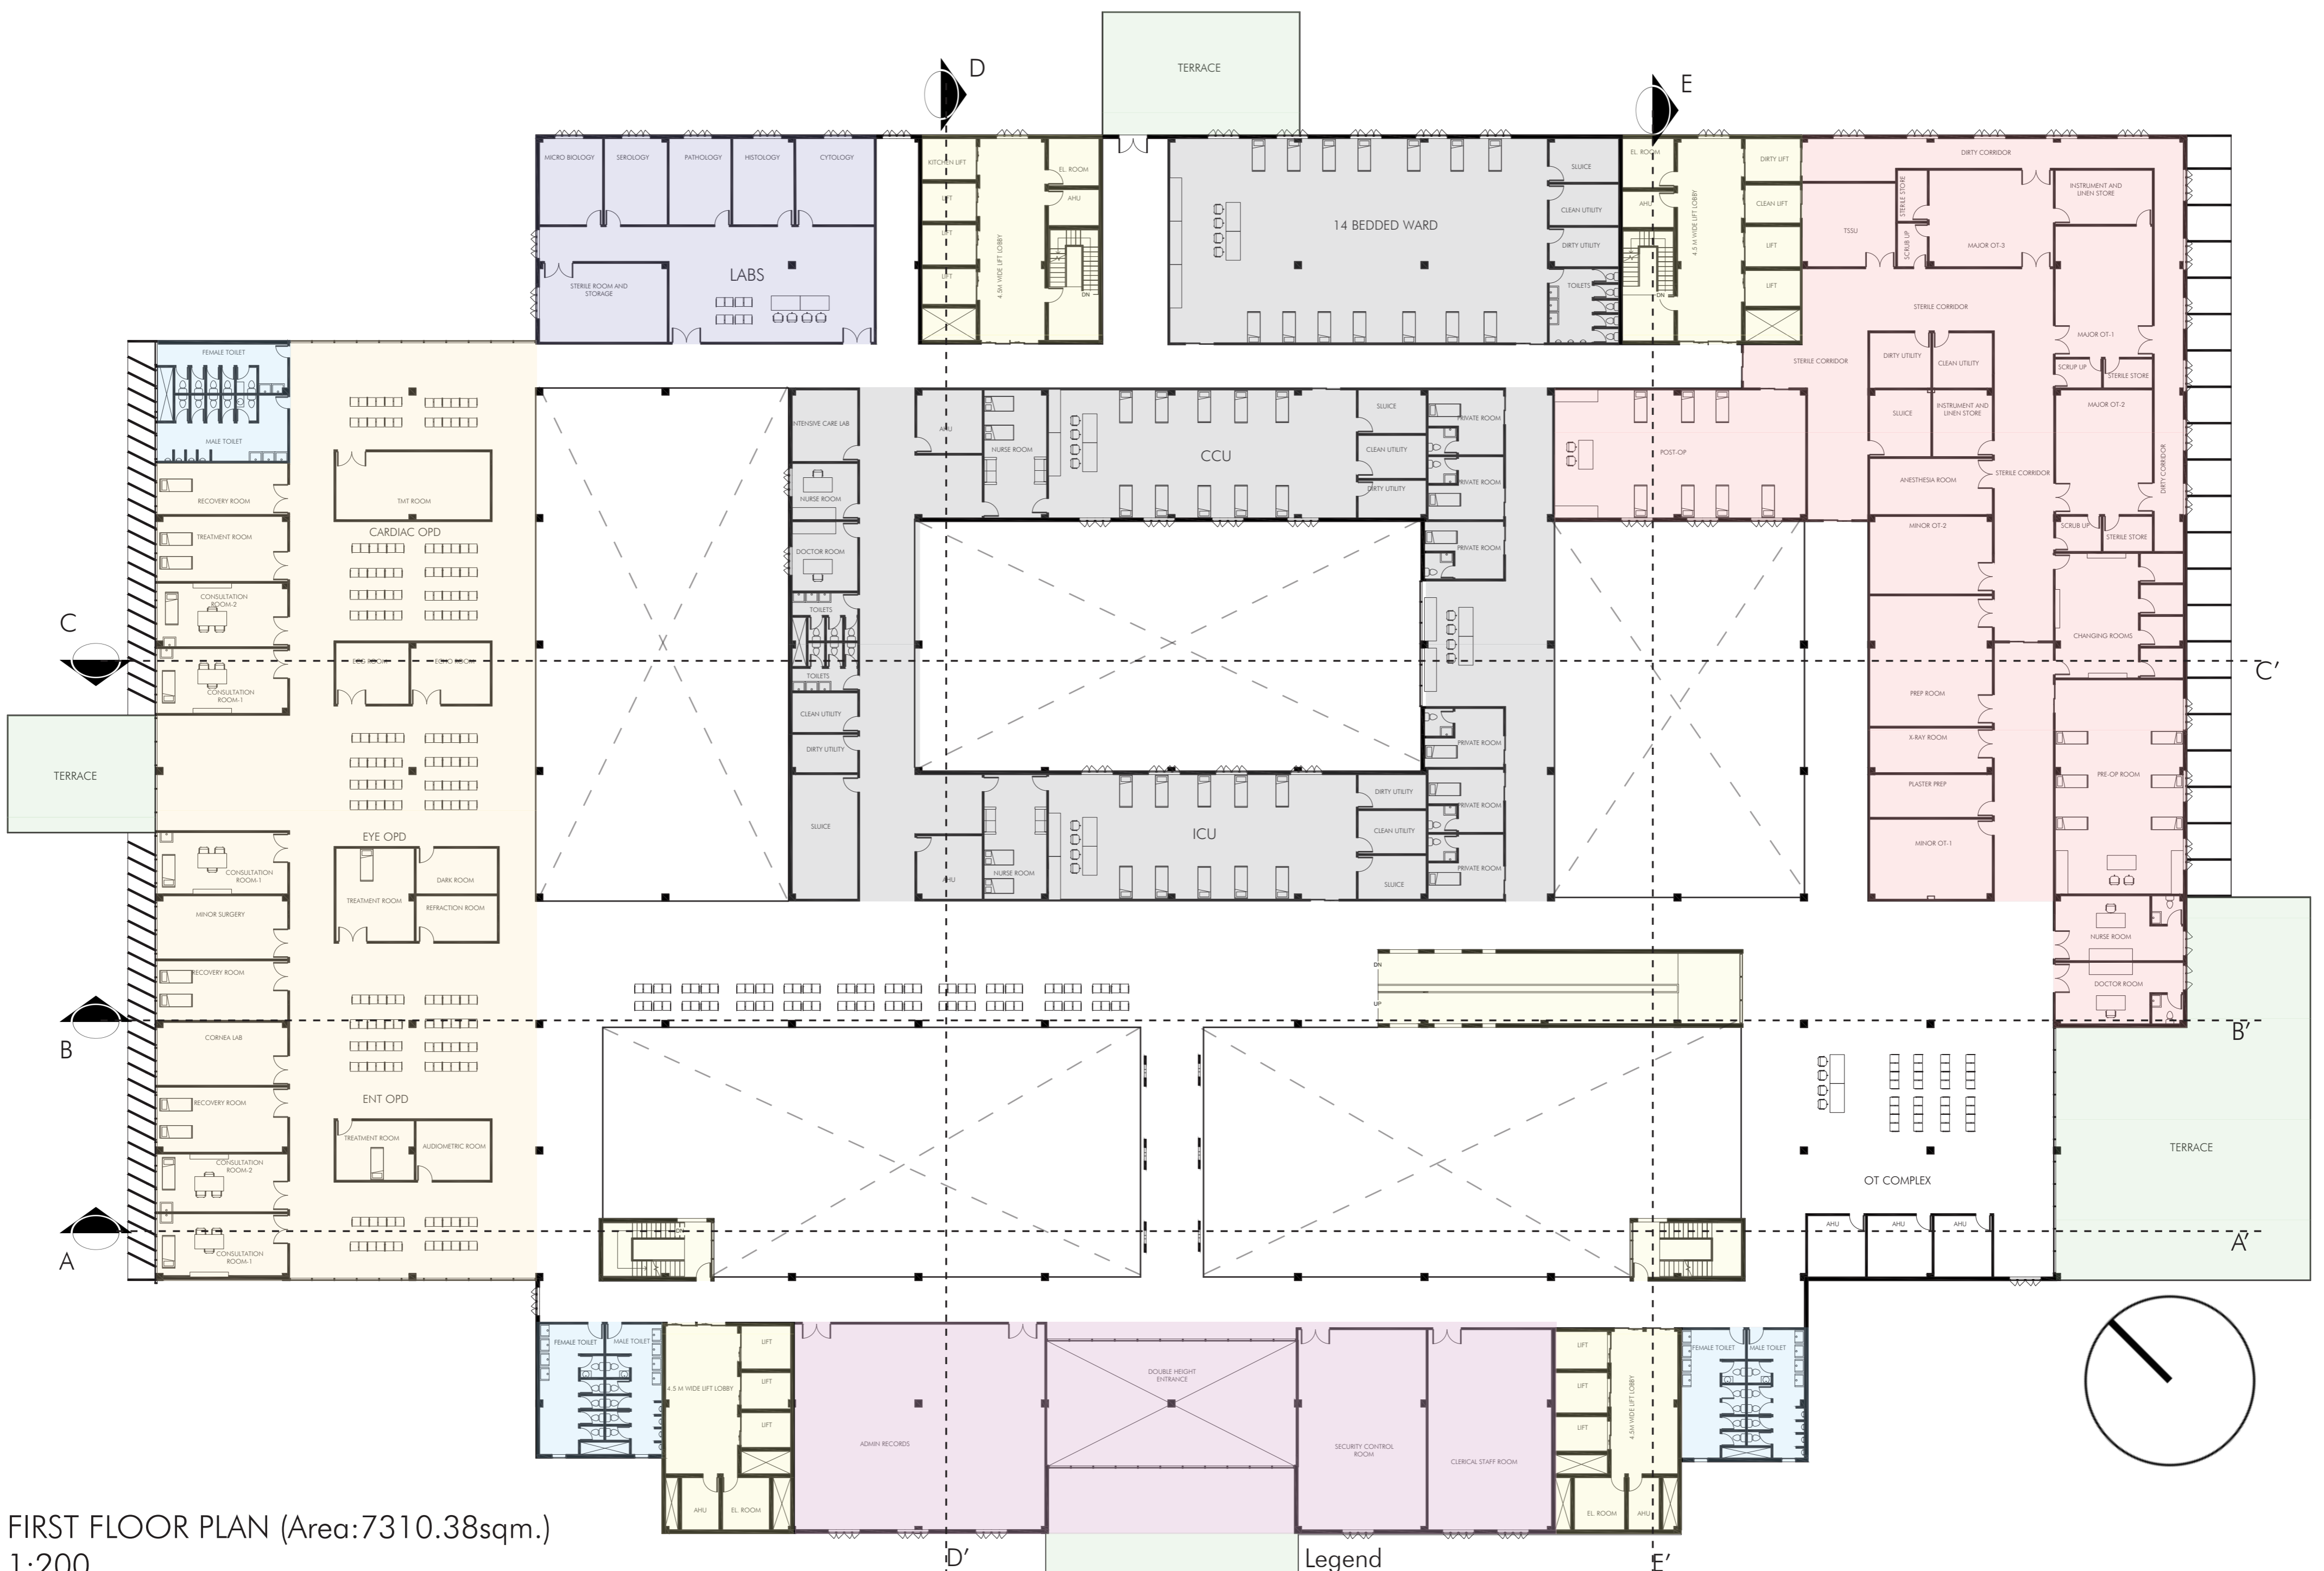 TERRACE
D
E
MICRO BIOLOGY
SEROLOGY
PATHOLOGY
HISTOLOGY
CYTOLOGY
LABS
STERILE ROOM AND
STORAGE
KITCHEN LIFT
LIFT
LIFT
LIFT
4.5M WIDE LIFT LOBBY
EL. ROOM
AHU
DN
14 BEDDED WARD
SLUICE
CLEAN UTILITY
DIRTY UTILITY
TOILETS
EL. ROOM
AHU
DN
4.5 M WIDE LIFT LOBBY
DIRTY LIFT
CLEAN LIFT
LIFT
LIFT
DIRTY CORRIDOR
TSSU
STERILE STORE
SCRUB UP
MAJOR OT-3
INSTRUMENT AND
LINEN STORE
STERILE CORRIDOR
MAJOR OT-1
STERILE CORRIDOR
DIRTY UTILITY
CLEAN UTILITY
SCRUP UP
STERILE STORE
SLUICE
INSTRUMENT AND
LINEN STORE
MAJOR OT-2
DIRTY CORRIDOR
POST-OP
ANESTHESIA ROOM
STERILE CORRIDOR
MINOR OT-2
SCRUB UP
STERILE STORE
CHANGING ROOMS
PREP ROOM
X-RAY ROOM
PLASTER PREP
MINOR OT-1
PRE-OP ROOM
NURSE ROOM
DOCTOR ROOM
FEMALE TOILET
MALE TOILET
RECOVERY ROOM
TMT ROOM
CARDIAC OPD
TREATMENT ROOM
CONSULTATION
ROOM-2
ECG ROOM
ECHO ROOM
CONSULTATION
ROOM-1
C
C'
TERRACE
EYE OPD
CONSULTATION
ROOM-1
DARK ROOM
TREATMENT ROOM
REFRACTION ROOM
MINOR SURGERY
RECOVERY ROOM
CORNEA LAB
B
B'
RECOVERY ROOM
ENT OPD
TREATMENT ROOM
AUDIOMETRIC ROOM
CONSULTATION
ROOM-2
CONSULTATION
ROOM-1
A
A'
INTENSIVE CARE LAB
NURSE ROOM
DOCTOR ROOM
TOILETS
TOILETS
CLEAN UTILITY
DIRTY UTILITY
SLUICE
AHU
NURSE ROOM
CCU
SLUICE
CLEAN UTILITY
DIRTY UTILITY
PRIVATE ROOM
PRIVATE ROOM
PRIVATE ROOM
PRIVATE ROOM
PRIVATE ROOM
PRIVATE ROOM
AHU
NURSE ROOM
ICU
DIRTY UTILITY
CLEAN UTILITY
SLUICE
DN
UP
OT COMPLEX
AHU
AHU
AHU
TERRACE
FEMALE TOILET
MALE TOILET
4.5 M WIDE LIFT LOBBY
LIFT
LIFT
LIFT
AHU
EL. ROOM
ADMIN RECORDS
DOUBLE HEIGHT
ENTRANCE
SECURITY CONTROL
ROOM
CLERICAL STAFF ROOM
LIFT
LIFT
LIFT
4.5M WIDE LIFT LOBBY
EL. ROOM
AHU
FEMALE TOILET
MALE TOILET
FIRST FLOOR PLAN (Area:7310.38sqm.)
1:200
D'
Legend
E'